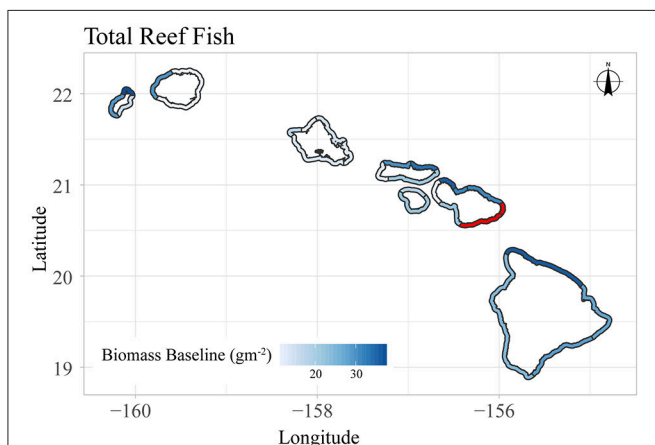 Total Reef Fish
N
22
21
20
19
Latitude
Biomass Baseline (gm-2)
20 30
−160 −158 −156
Longitude